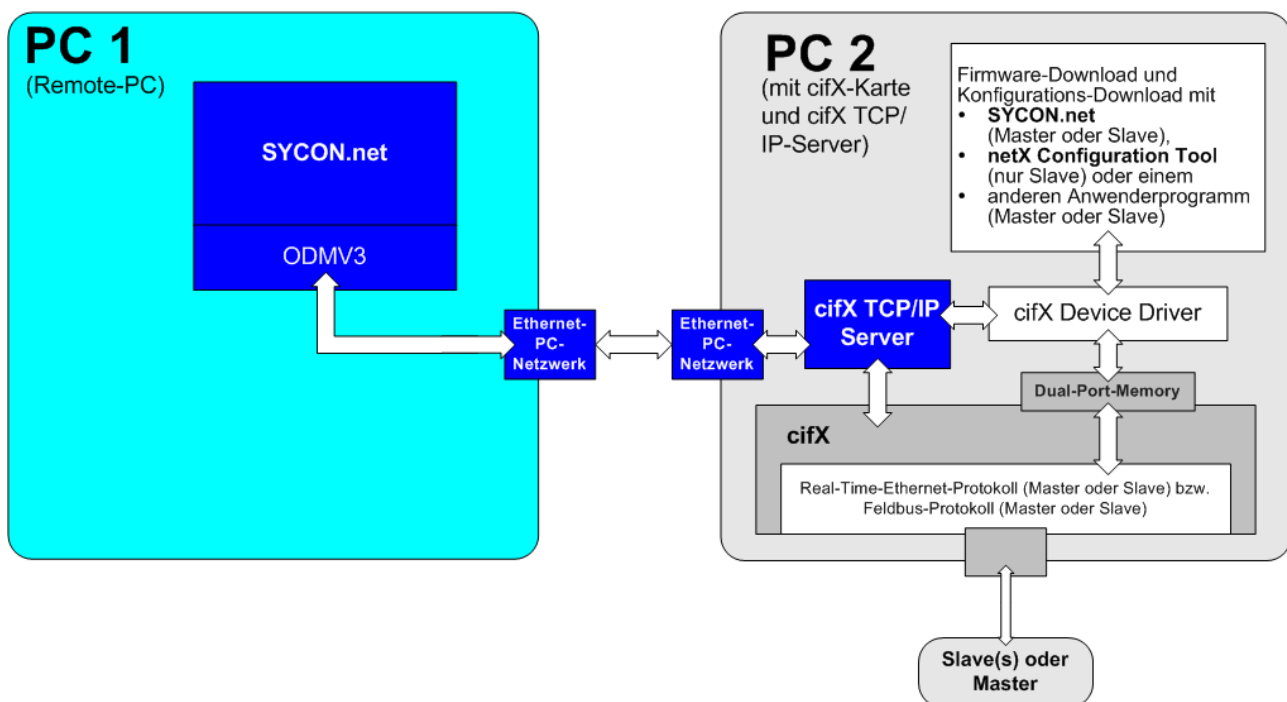 PC 1
(Remote-PC)
SYCON.net
ODMV3
Ethernet-
PC-
Netzwerk
Ethernet-
PC-
Netzwerk
PC 2
(mit cifX-Karte
und cifX TCP/
IP-Server)
Firmware-Download und
Konfigurations-Download mit
• SYCON.net
(Master oder Slave),
• netX Configuration Tool
(nur Slave) oder einem
• anderen Anwenderprogramm
(Master oder Slave)
cifX TCP/IP
Server
cifX Device Driver
Dual-Port-Memory
cifX
Real-Time-Ethernet-Protokoll (Master oder Slave) bzw.
Feldbus-Protokoll (Master oder Slave)
Slave(s) oder
Master